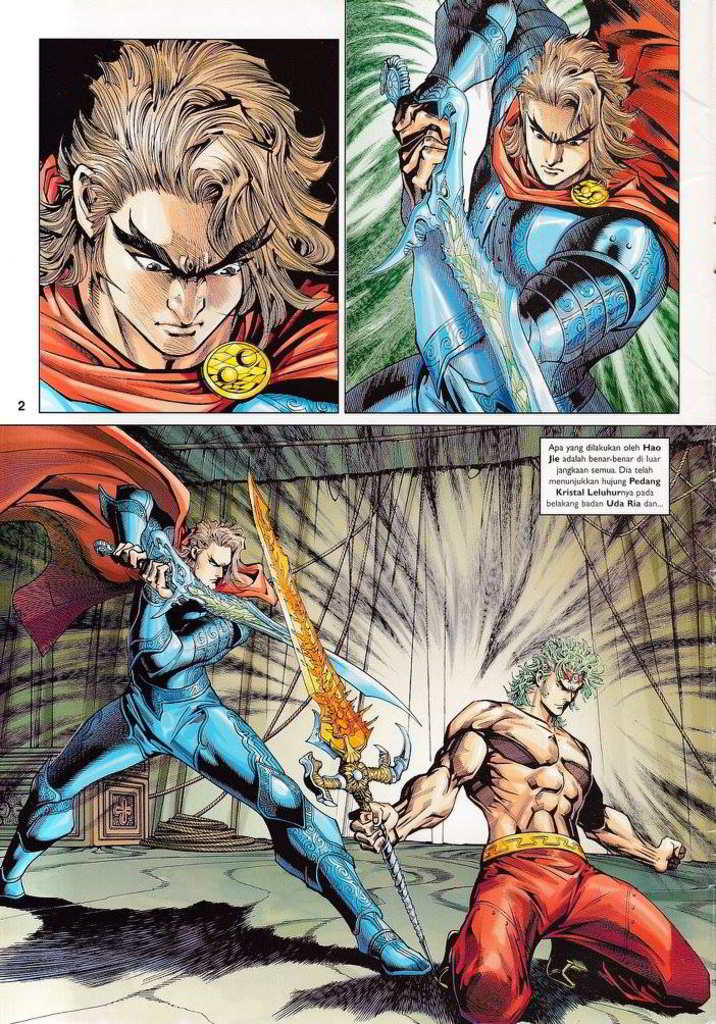 2
Apa yang dilakukan oleh Hao
Jie adalah benar-benar di luar
jangkaan semua. Dia telah
menunjukkan hujung Pedang
Kristal Leluhurnya pada
belakang badan Uda Ria dan...